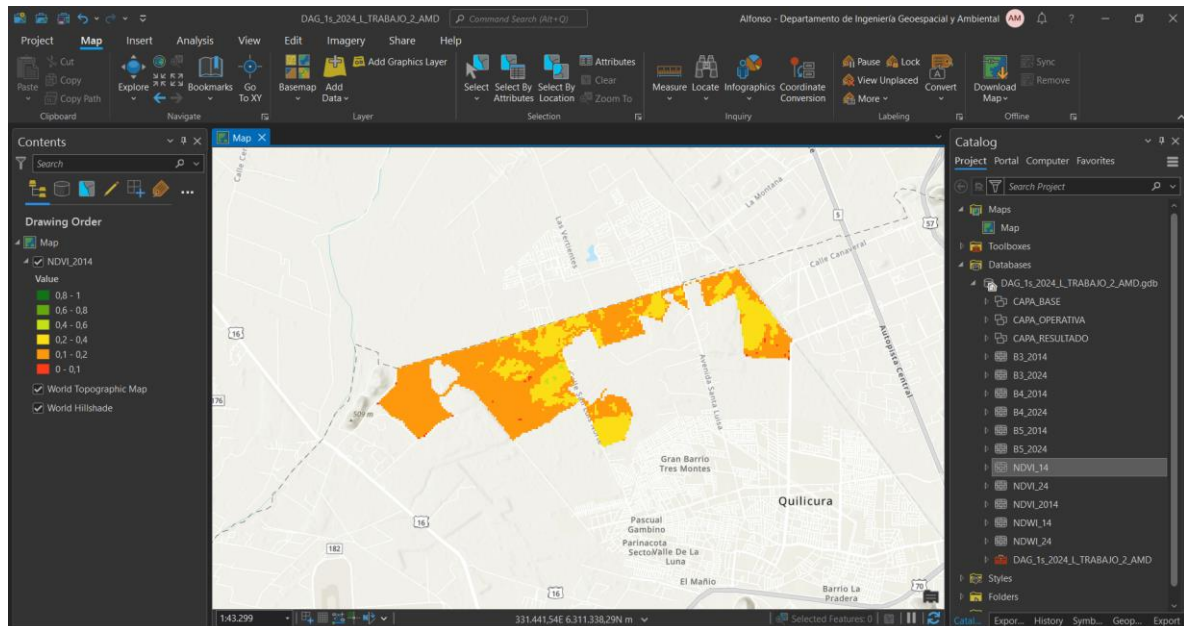 DAG_1s_2024_L_TRABAJO_2_AMD
Command Search (Alt+Q)
Alfonso - Departamento de Ingeniería Geoespacial y Ambiental
AM
?
Project Map Insert Analysis View Edit Imagery Share Help
Paste
Cut
Copy
Copy Path
Clipboard
Explore
Bookmarks
Go To XY
Navigate
Basemap
Add Data
Add Graphics Layer
Layer
Select
Select By Attributes
Select By Location
Attributes
Clear
Zoom To
Selection
Measure
Locate
Infographics
Coordinate Conversion
Inquiry
Pause
Lock
View Unplaced
More
Convert
Labeling
Download Map
Sync
Remove
Offline
Contents
Search
Drawing Order
Map
NDVI_2014
Value
0,8 - 1
0,6 - 0,8
0,4 - 0,6
0,2 - 0,4
0,1 - 0,2
0 - 0,1
World Topographic Map
World Hillshade
Map
La Montana
5
57
Las Vertientes
Calle Canaveral
16
Autopista Central
Avenida Santa Luisa
176
509 m
Gran Barrio
Tres Montes
Quilicura
16
Pascual
Gambino
182
Parinacota
Sector
Valle De La
Luna
El Mañio
16
Barrio La
Pradera
70
1:43.299
331.441,54E 6.311.338,29N m
Selected Features: 0
Catalog
Project Portal Computer Favorites
Search Project
Maps
Map
Toolboxes
Databases
DAG_1s_2024_L_TRABAJO_2_AMD.gdb
CAPA_BASE
CAPA_OPERATIVA
CAPA_RESULTADO
B3_2014
B3_2024
B4_2014
B4_2024
B5_2014
B5_2024
NDVI_14
NDVI_24
NDVI_2014
NDWI_14
NDWI_24
DAG_1s_2024_L_TRABAJO_2_AMD
Styles
Folders
Catal... Expor... History Symb... Geop... Export